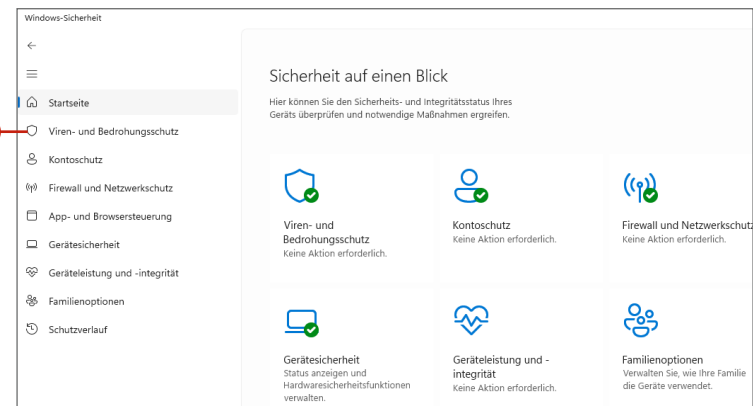 Windows-Sicherheit
Startseite
Viren- und Bedrohungsschutz
Kontoschutz
Firewall und Netzwerkschutz
App- und Browsersteuerung
Gerätesicherheit
Geräteleistung und -integrität
Familienoptionen
Schutzverlauf
Sicherheit auf einen Blick
Hier können Sie den Sicherheits- und Integritätsstatus Ihres
Geräts überprüfen und notwendige Maßnahmen ergreifen.
Viren- und
Bedrohungsschutz
Keine Aktion erforderlich.
Kontoschutz
Keine Aktion erforderlich.
Firewall und Netzwerkschutz
Keine Aktion erforderlich.
Gerätesicherheit
Status anzeigen und
Hardwaresicherheitsfunktionen
verwalten.
Geräteleistung und -
integrität
Keine Aktion erforderlich.
Familienoptionen
Verwalten Sie, wie Ihre Familie
die Geräte verwendet.